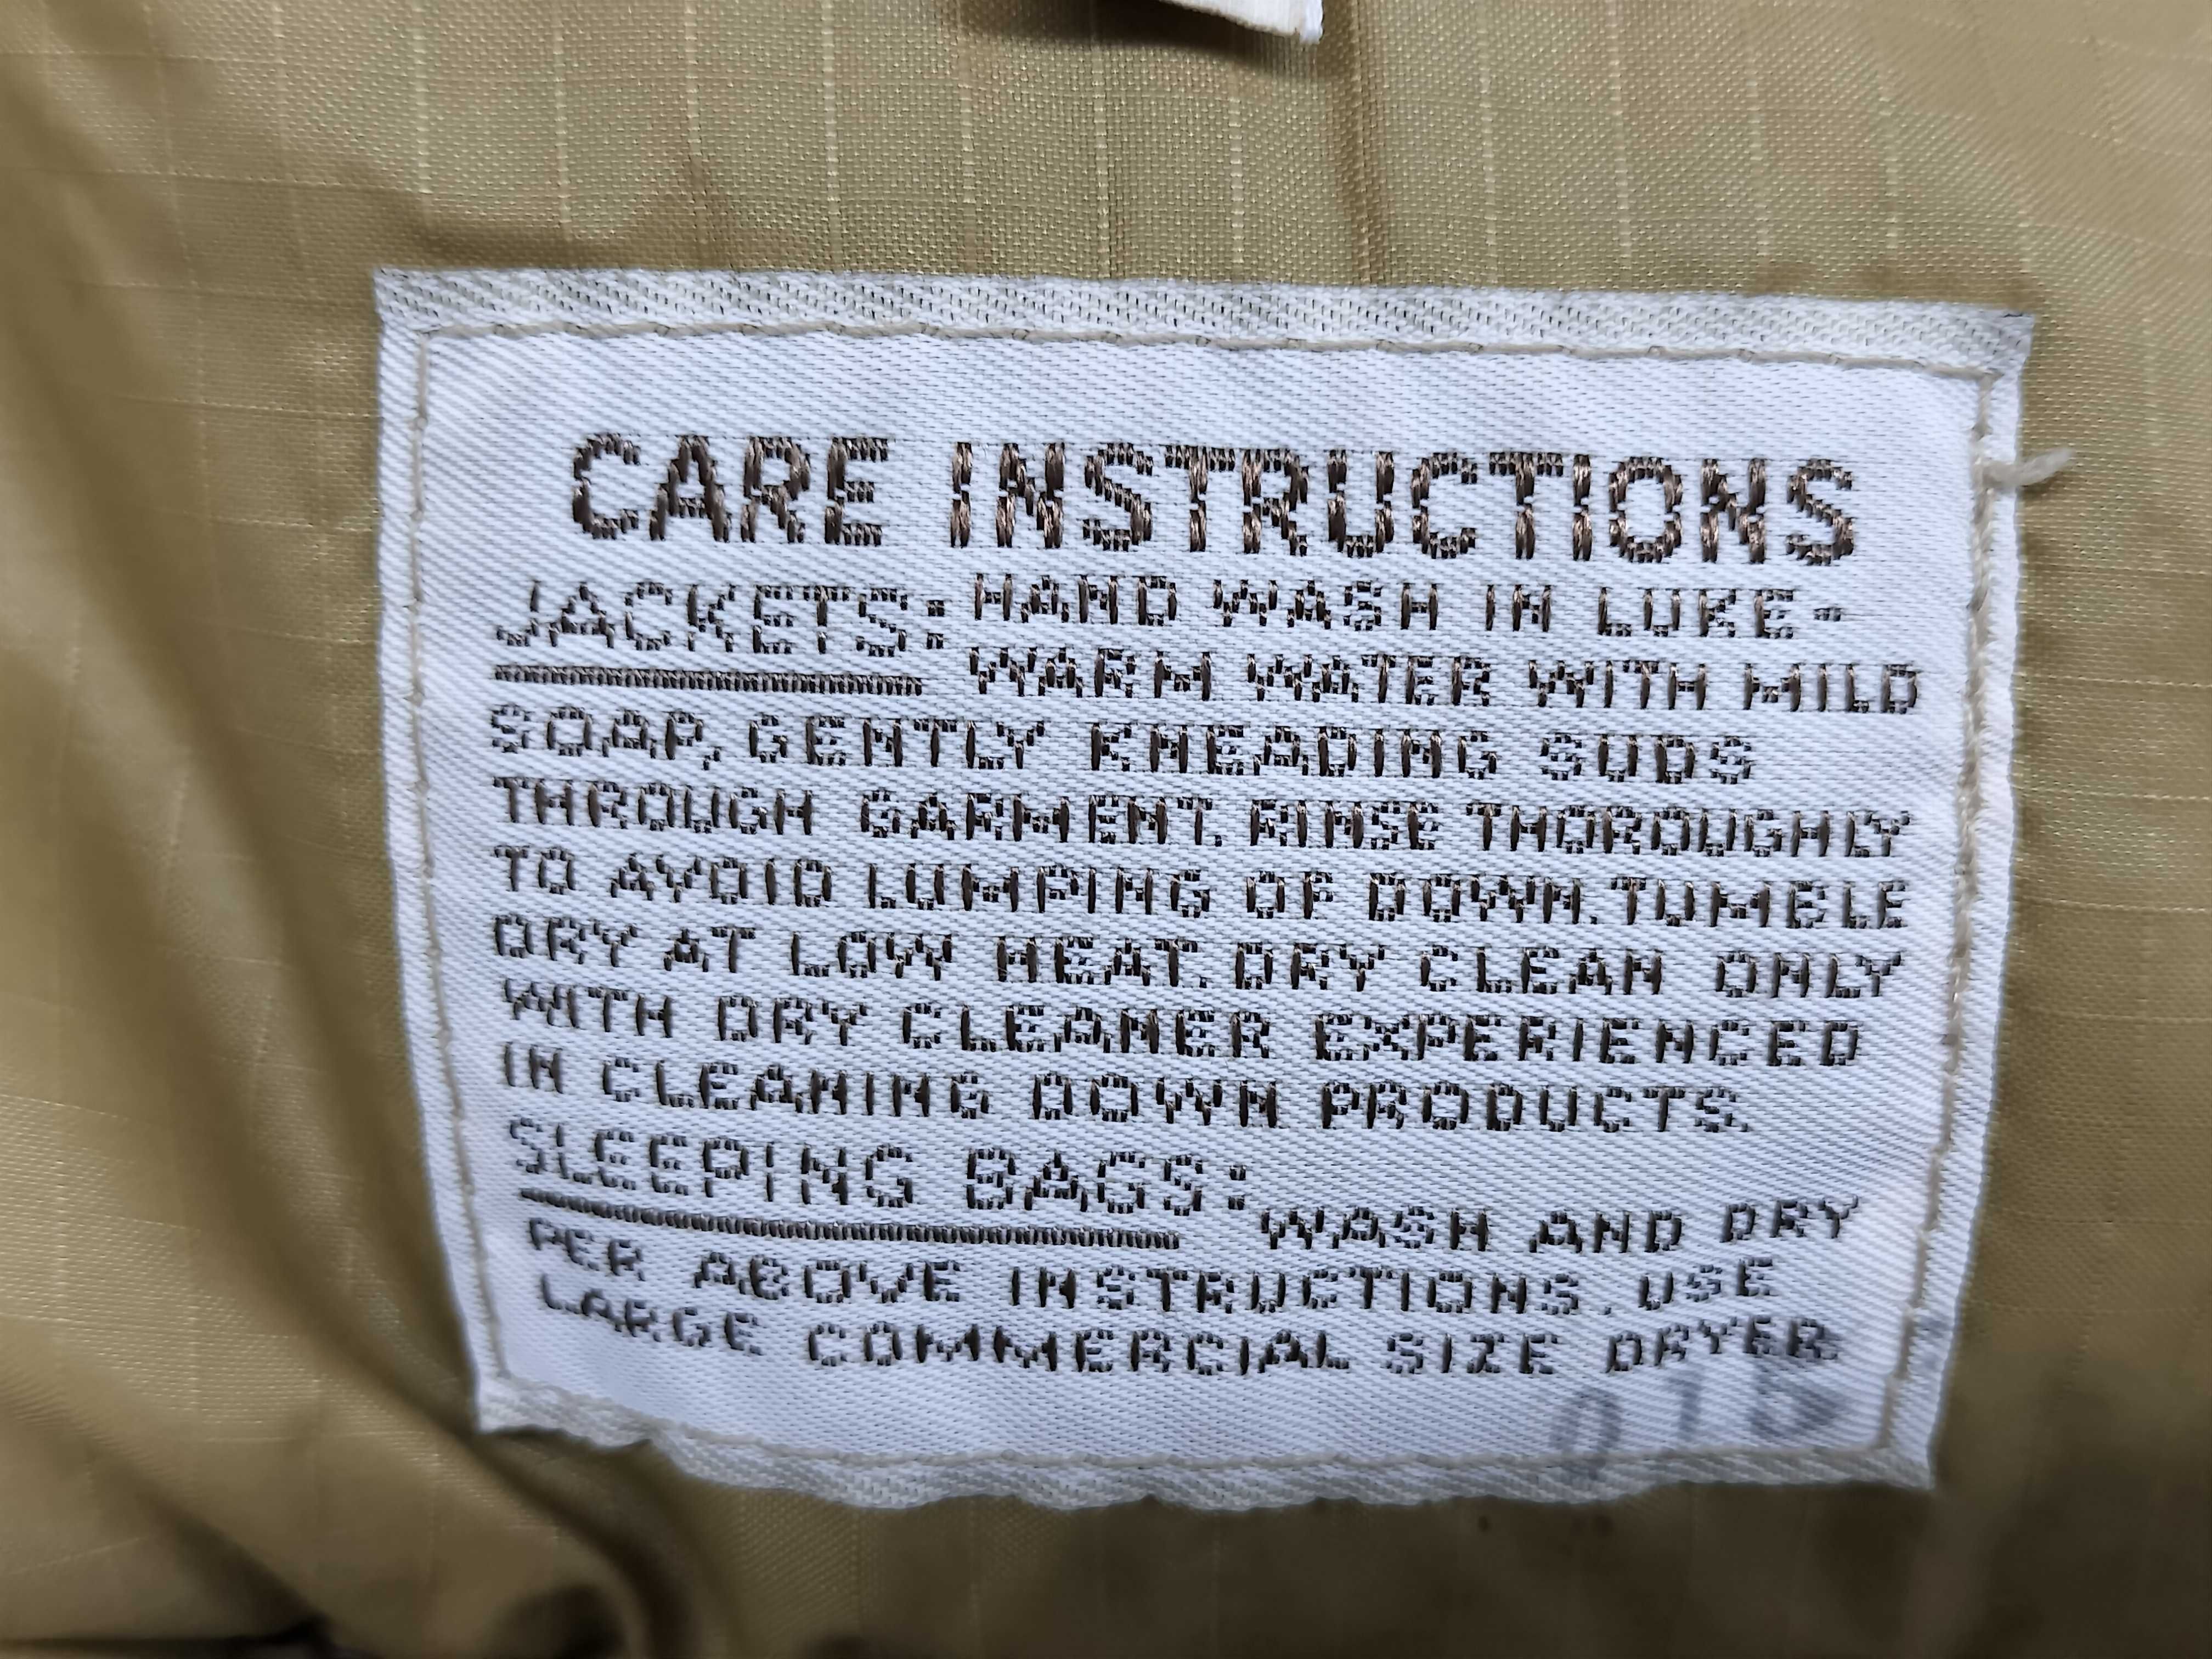 CARE INSTRUCTIONS
JACKETS: HAND WASH IN LUKE-
WARM WATER WITH MILD
SOAP, GENTLY KNEADING SUDS
THROUGH GARMENT. RINSE THOROUGHLY
TO AVOID LUMPING OF DOWN. TUMBLE
DRY AT LOW HEAT. DRY CLEAN ONLY
WITH DRY CLEANER EXPERIENCED
IN CLEANING DOWN PRODUCTS.
SLEEPING BAGS: WASH AND DRY
PER ABOVE INSTRUCTIONS. USE
LARGE COMMERCIAL SIZE DRYER